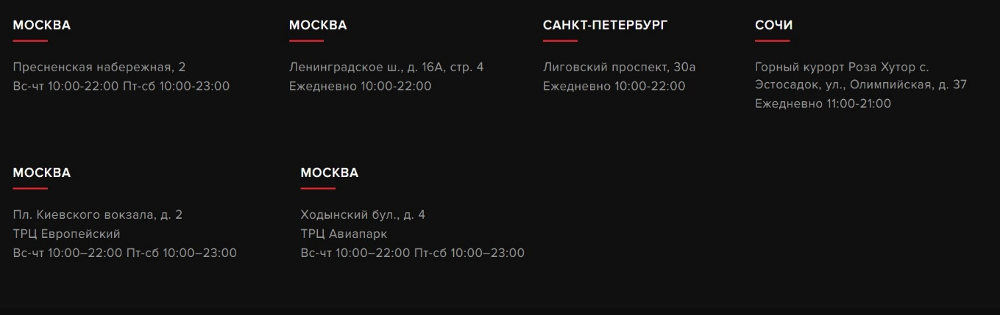 МОСКВА
Пресненская набережная, 2
Вс-чт 10:00-22:00 Пт-сб 10:00-23:00
МОСКВА
Ленинградское ш., д. 16А, стр. 4
Ежедневно 10:00-22:00
САНКТ-ПЕТЕРБУРГ
Лиговский проспект, 30а
Ежедневно 10:00-22:00
СОЧИ
Горный курорт Роза Хутор с.
Эстосадок, ул., Олимпийская, д. 37
Ежедневно 11:00-21:00
МОСКВА
Пл. Киевского вокзала, д. 2
ТРЦ Европейский
Вс-чт 10:00–22:00 Пт-сб 10:00–23:00
МОСКВА
Ходынский бул., д. 4
ТРЦ Авиапарк
Вс-чт 10:00–22:00 Пт-сб 10:00–23:00